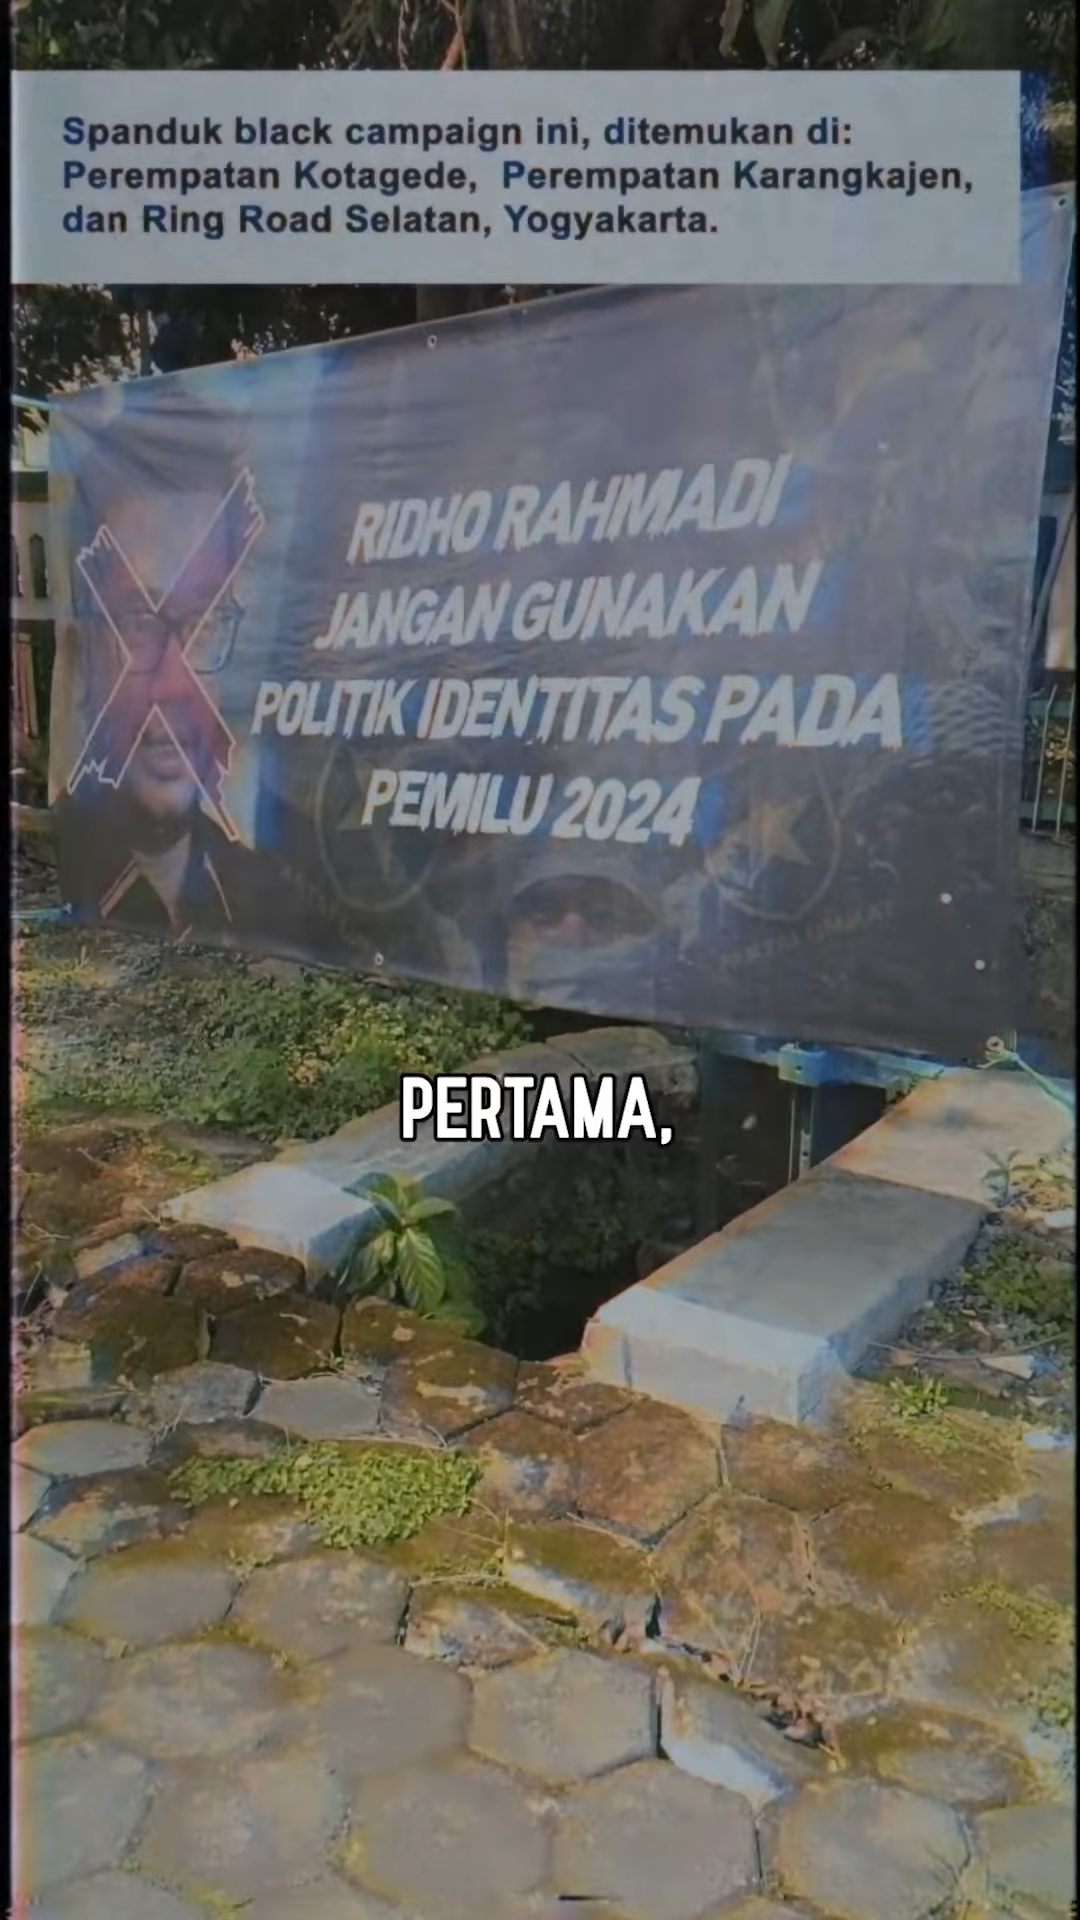 Spanduk black campaign ini, ditemukan di:
Perempatan Kotagede, Perempatan Karangkajen,
dan Ring Road Selatan, Yogyakarta.
RIDHO RAHMADI
JANGAN GUNAKAN
POLITIK IDENTITAS PADA
PEMILU 2024
PERTAMA,